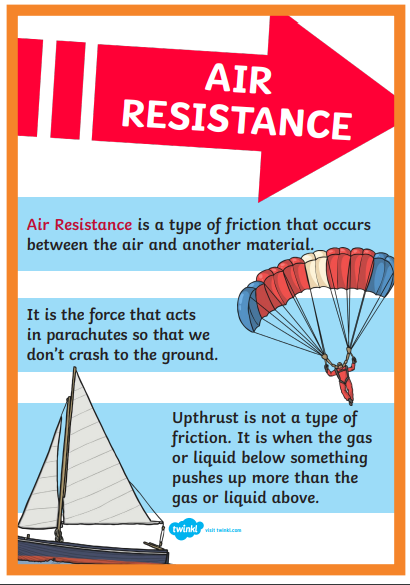 AIR
RESISTANCE
Air Resistance is a type of friction that occurs
between the air and another material.
It is the force that acts
in parachutes so that we
don't crash to the ground.
Upthrust is not a type of
friction. It is when the gas
or liquid below something
pushes up more than the
gas or liquid above.
twinkl visit twinkl.com